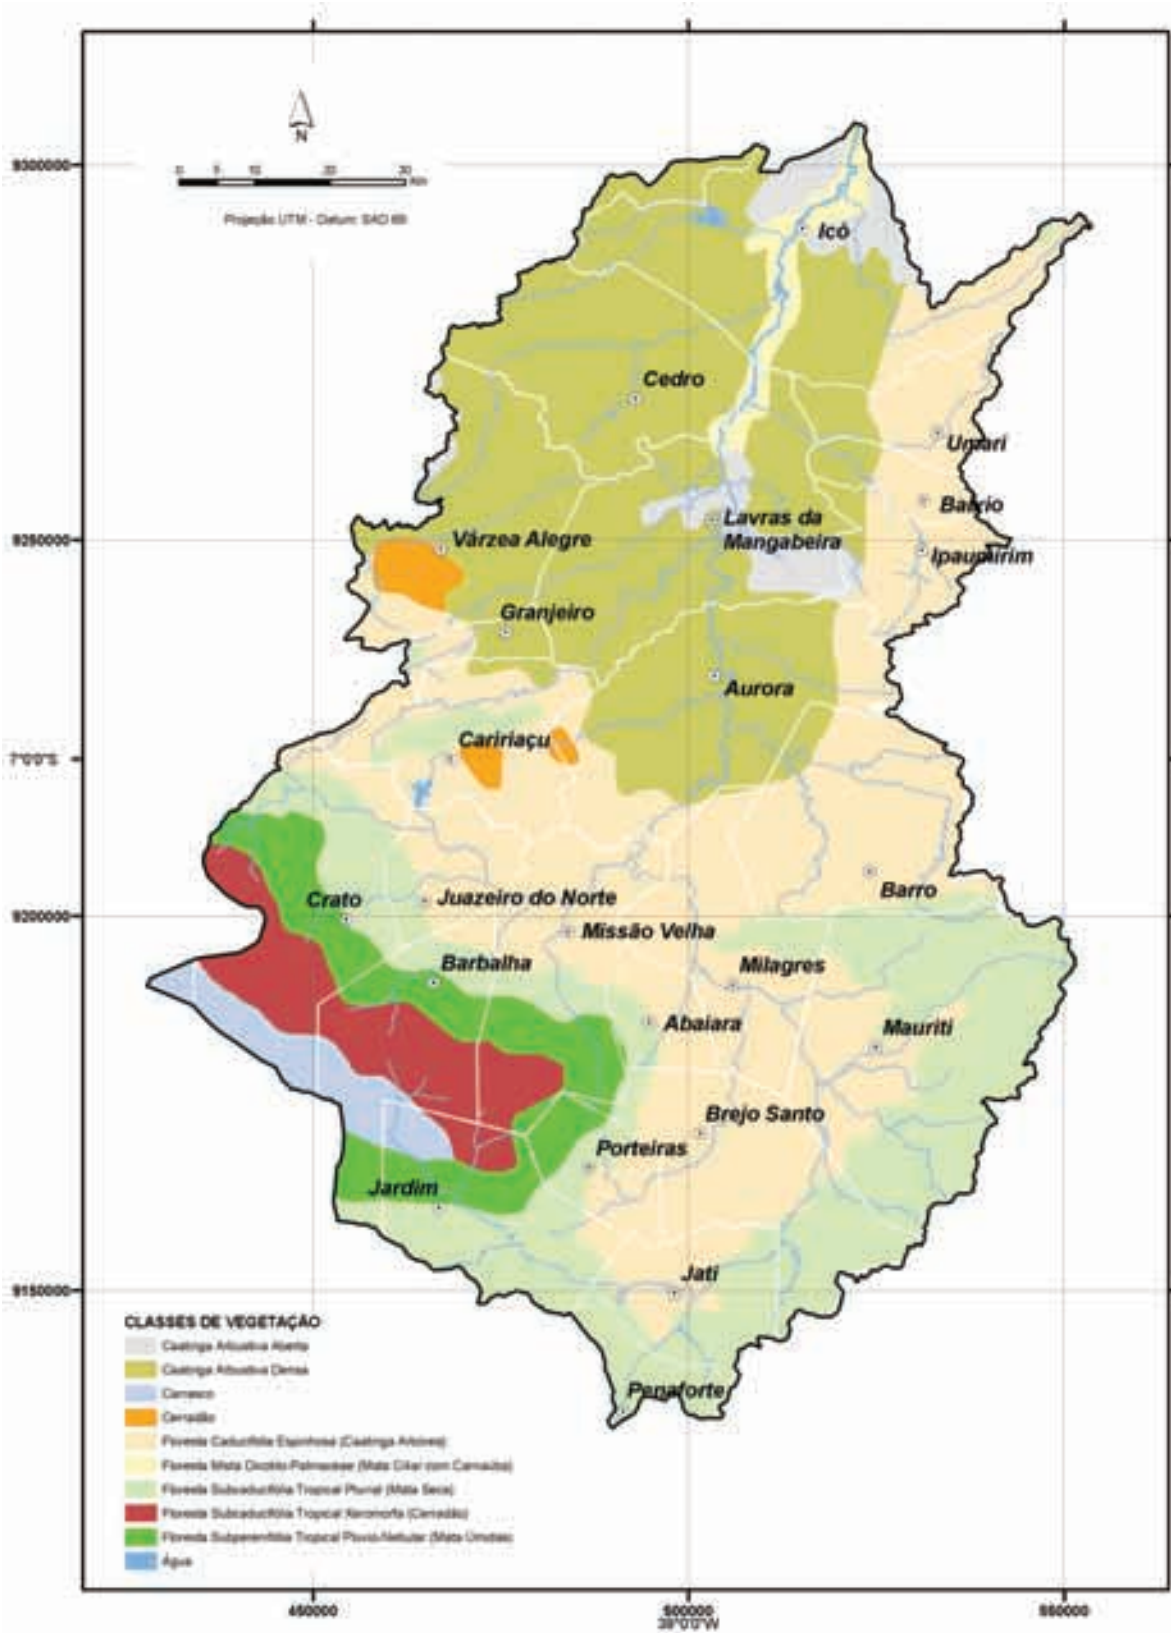 N
0 5 10 20 30
Km
Projeção UTM - Datum: SAD 69
9300000
Icó
Cedro
Umari
Barrio
Lavras da
Mangabeira
9250000
Várzea Alegre
Ipaumirim
Granjeiro
Aurora
Caririaçu
7°0'0"S
Barro
Crato
Juazeiro do Norte
9200000
Missão Velha
Barbalha
Milagres
Abaiara
Mauriti
Brejo Santo
Porteiras
Jardim
Jati
9150000
Penaforte
CLASSES DE VEGETAÇÃO
Caatinga Arbustiva Aberta
Caatinga Arbustiva Densa
Carrasco
Cerradão
Floresta Caducifólia Espinhosa (Caatinga Arbórea)
Floresta Mista Dicótilo-Palmaceae (Mata Ciliar com Carnaúba)
Floresta Subcaducifólia Tropical Pluvial (Mata Seca)
Floresta Subcaducifólia Tropical Xeromorfa (Cerradão)
Floresta Subperenifólia Tropical Pluvio-Nebular (Mata Úmida)
Água
450000
500000
550000
39°0'0"W